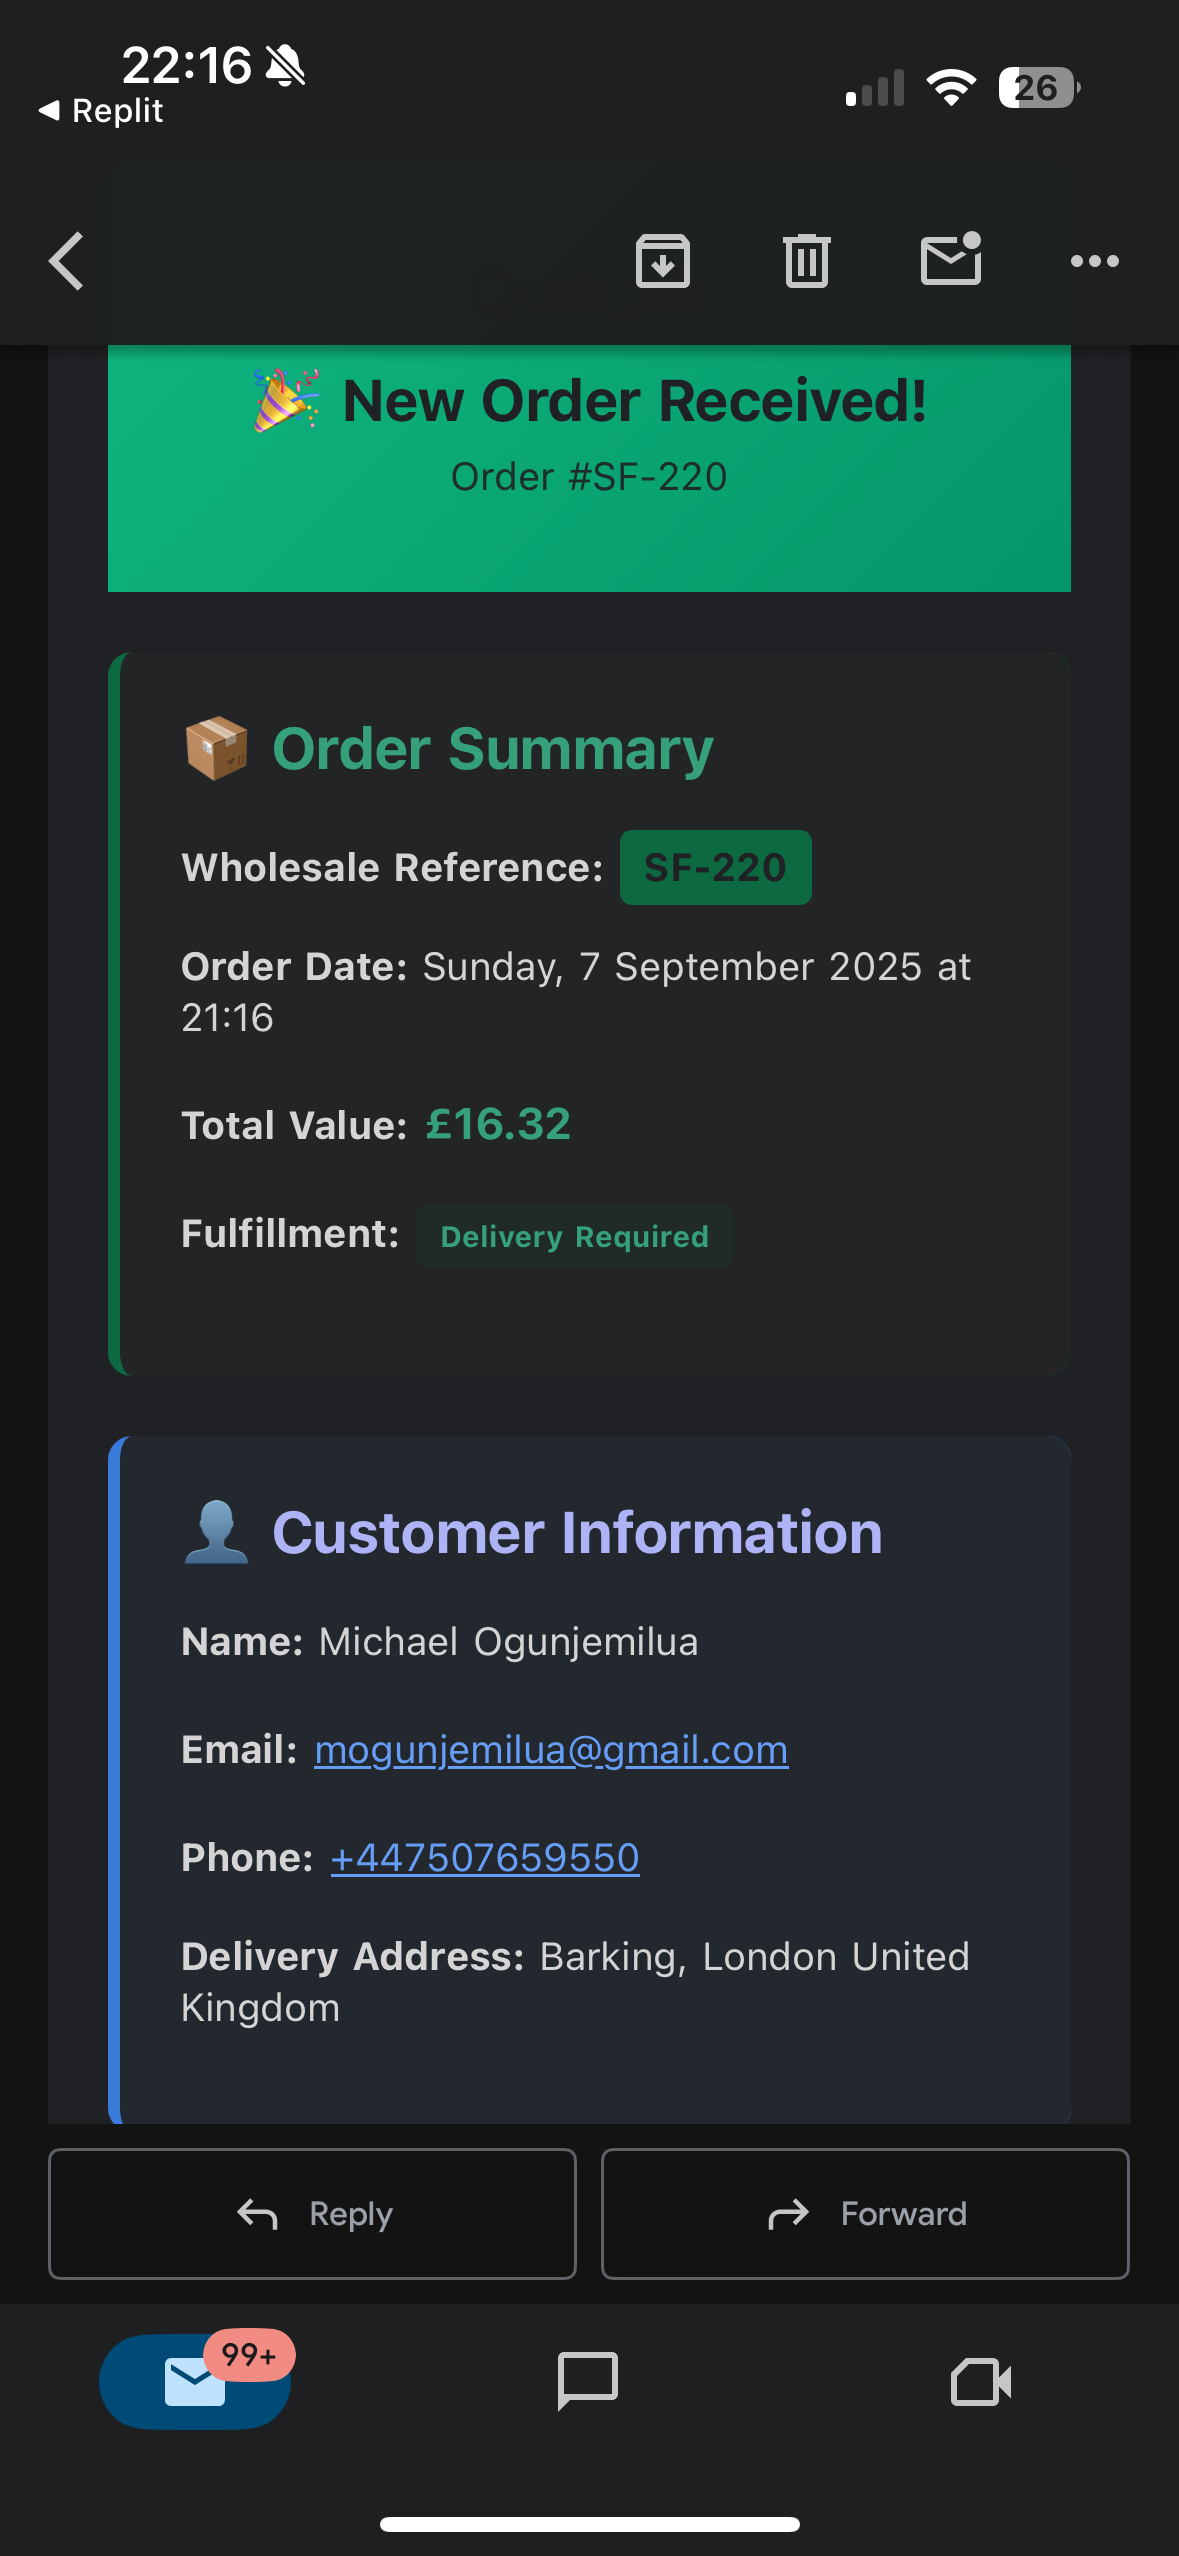 22:16
Replit
26
Quikpik
🎉 New Order Received!
Order #SF-220
📦 Order Summary
Wholesale Reference: SF-220
Order Date: Sunday, 7 September 2025 at
21:16
Total Value: £16.32
Fulfillment: Delivery Required
👤 Customer Information
Name: Michael Ogunjemilua
Email: mogunjemilua@gmail.com
Phone: +447507659550
Delivery Address: Barking, London United
Kingdom
Reply
Forward
99+